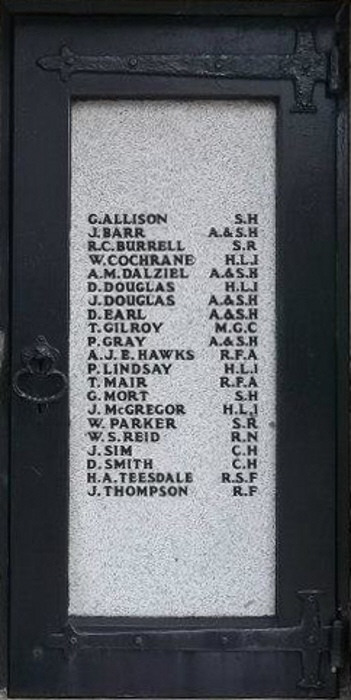 G. ALLISON S.H
J. BARR A.&S.H
R.C. BURRELL S.R
W. COCHRANE H.L.I
A.M. DALZIEL A.&S.H
D. DOUGLAS H.L.I
J. DOUGLAS A.&S.H
D. EARL A.&S.H
T. GILROY M.G.C
P. GRAY A.&S.H
A.J.E. HAWKS R.F.A
P. LINDSAY H.L.I
T. MAIR R.F.A
G. MORT S.H
J. McGREGOR H.L.I
W. PARKER S.R
W.S. REID R.N
J. SIM C.H
D. SMITH C.H
H.A. TEESDALE R.S.F
J. THOMPSON R.F